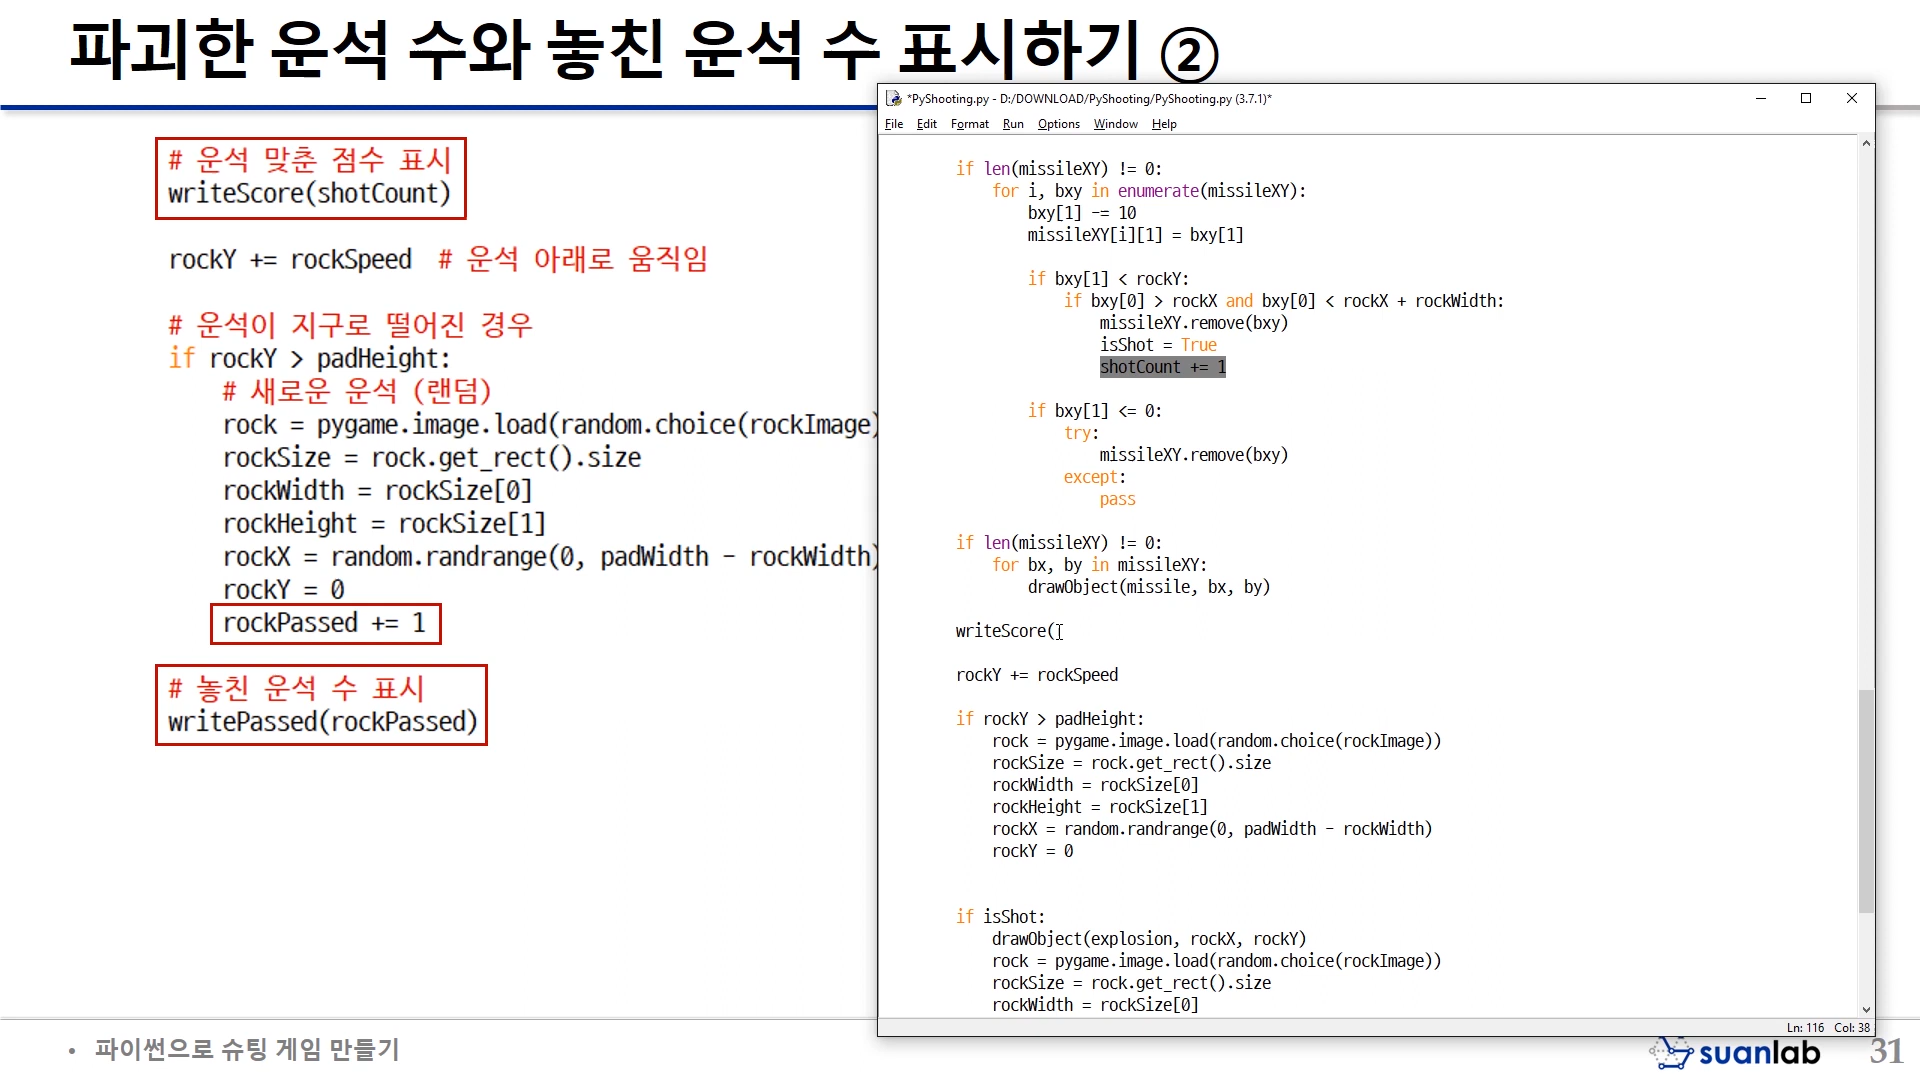 파괴한 운석 수와 놓친 운석 수 표시하기 ②
# 운석 맞춘 점수 표시
writeScore(shotCount)
rockY += rockSpeed  # 운석 아래로 움직임
# 운석이 지구로 떨어진 경우
if rockY > padHeight:
# 새로운 운석 (랜덤)
rock = pygame.image.load(random.choice(rockImage)
rockSize = rock.get_rect().size
rockWidth = rockSize[0]
rockHeight = rockSize[1]
rockX = random.randrange(0, padWidth - rockWidth)
rockY = 0
rockPassed += 1
# 놓친 운석 수 표시
writePassed(rockPassed)
*PyShooting.py - D:/DOWNLOAD/PyShooting/PyShooting.py (3.7.1)*
File Edit Format Run Options Window Help
if len(missileXY) != 0:
for i, bxy in enumerate(missileXY):
bxy[1] -= 10
missileXY[i][1] = bxy[1]
if bxy[1] < rockY:
if bxy[0] > rockX and bxy[0] < rockX + rockWidth:
missileXY.remove(bxy)
isShot = True
shotCount += 1
if bxy[1] <= 0:
try:
missileXY.remove(bxy)
except:
pass
if len(missileXY) != 0:
for bx, by in missileXY:
drawObject(missile, bx, by)
writeScore(
rockY += rockSpeed
if rockY > padHeight:
rock = pygame.image.load(random.choice(rockImage))
rockSize = rock.get_rect().size
rockWidth = rockSize[0]
rockHeight = rockSize[1]
rockX = random.randrange(0, padWidth - rockWidth)
rockY = 0
if isShot:
drawObject(explosion, rockX, rockY)
rock = pygame.image.load(random.choice(rockImage))
rockSize = rock.get_rect().size
rockWidth = rockSize[0]
Ln: 116 Col: 38
• 파이썬으로 슈팅 게임 만들기
suanlab
31